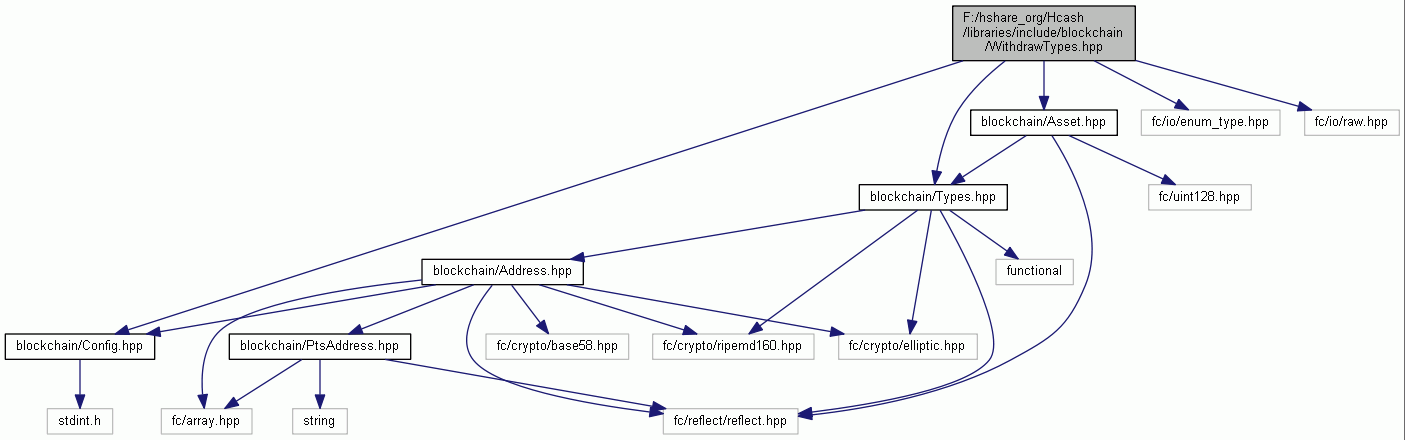 F:/hshare_org/Hcash
/libraries/include/blockchain
/WithdrawTypes.hpp
blockchain/Asset.hpp
fc/io/enum_type.hpp
fc/io/raw.hpp
blockchain/Types.hpp
fc/uint128.hpp
blockchain/Address.hpp
functional
blockchain/Config.hpp
blockchain/PtsAddress.hpp
fc/crypto/base58.hpp
fc/crypto/ripemd160.hpp
fc/crypto/elliptic.hpp
stdint.h
fc/array.hpp
string
fc/reflect/reflect.hpp